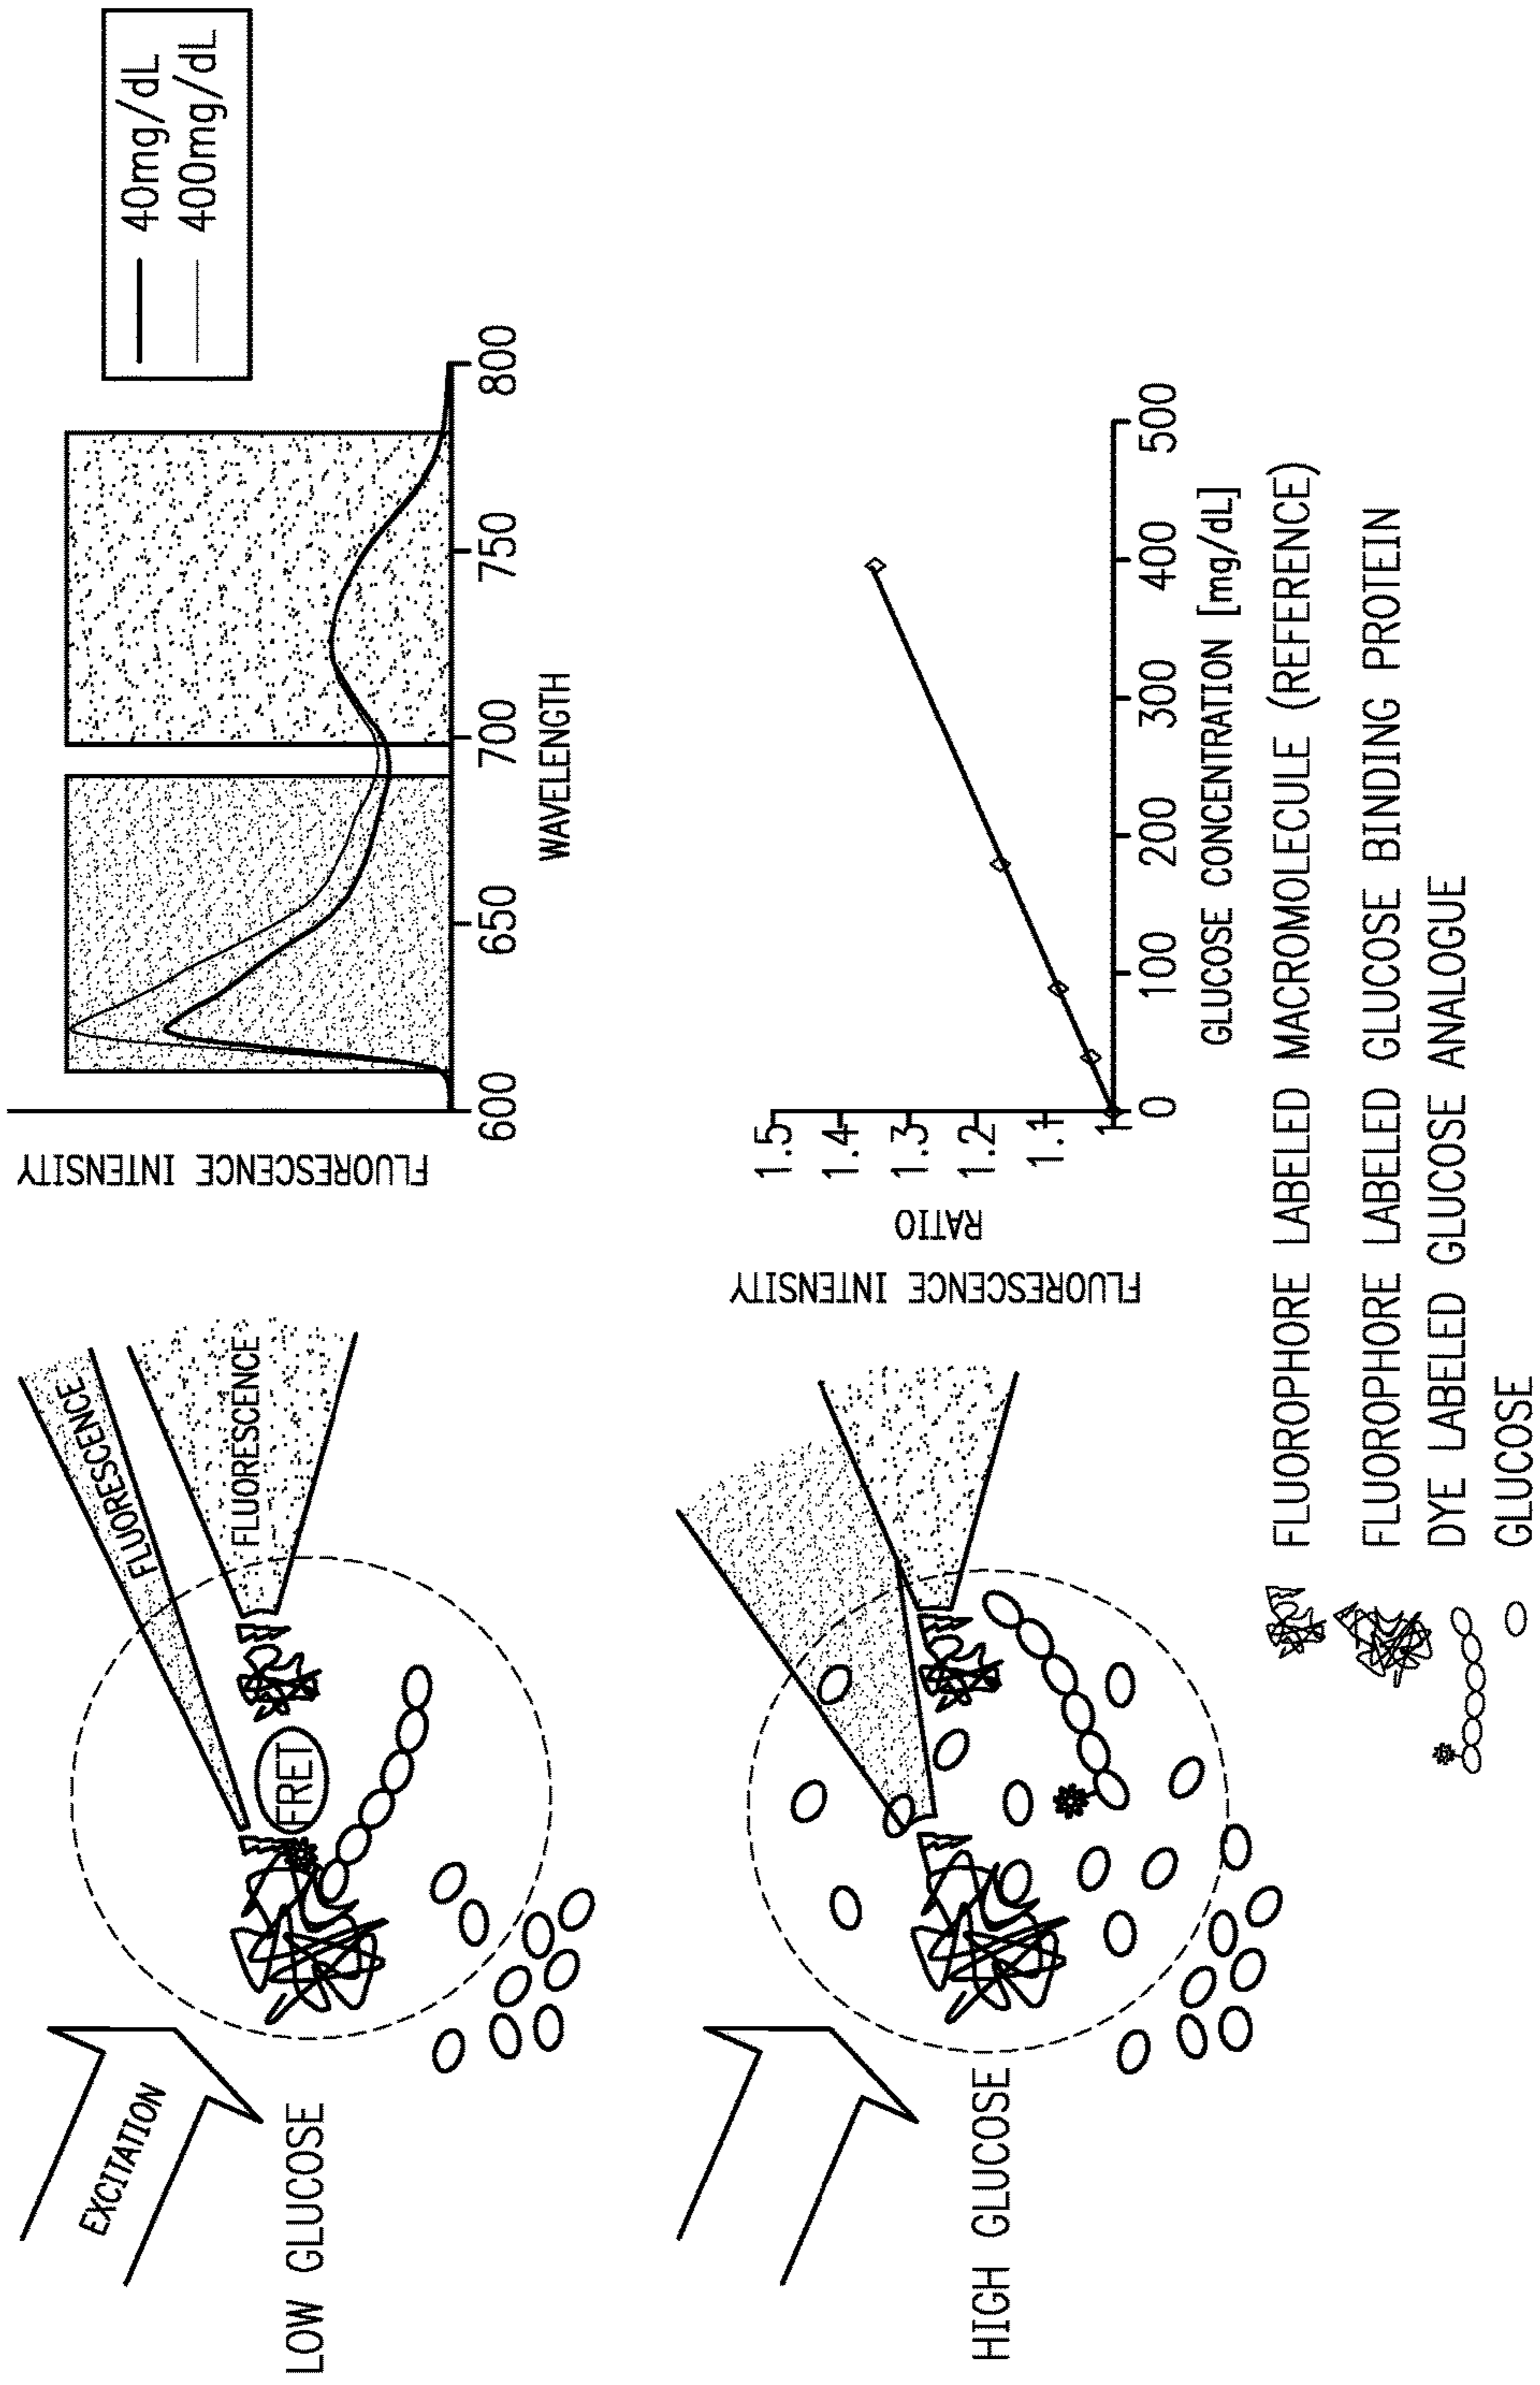 EXCITATION
FLUORESCENCE
FLUORESCENCE
FRET
LOW GLUCOSE
FLUORESCENCE INTENSITY
600
650
700
750
800
WAVELENGTH
40mg/dL
400mg/dL
HIGH GLUCOSE
FLUORESCENCE INTENSITY
RATIO
1.5
1.4
1.3
1.2
1.1
1
0
100
200
300
400
500
GLUCOSE CONCENTRATION [mg/dL]
FLUOROPHORE LABELED MACROMOLECULE (REFERENCE)
FLUOROPHORE LABELED GLUCOSE BINDING PROTEIN
DYE LABELED GLUCOSE ANALOGUE
GLUCOSE